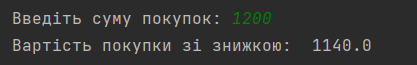 Введіть суму покупок: 1200
Вартість покупки зі знижкою:  1140.0